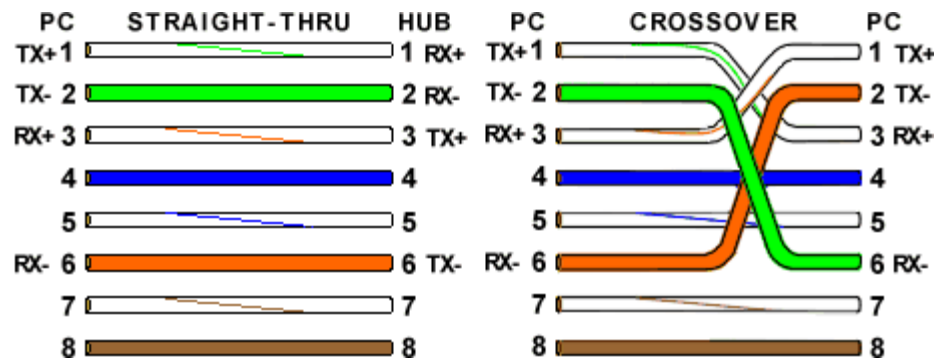 PC STRAIGHT-THRU HUB PC CROSSOVER PC
TX+ 1 1 RX+ TX+ 1 1 TX+
TX- 2 2 RX- TX- 2 2 TX-
RX+ 3 3 TX+ RX+ 3 3 RX+
4 4 4 4
5 5 5 5
RX- 6 6 TX- RX- 6 6 RX-
7 7 7 7
8 8 8 8